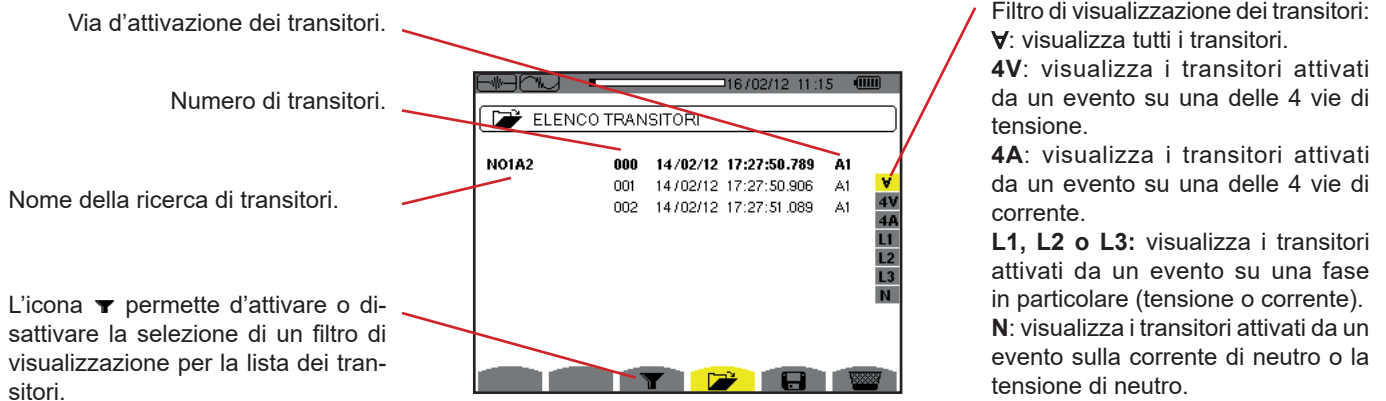 Via d'attivazione dei transitori.
Numero di transitori.
Nome della ricerca di transitori.
L'icona permette d'attivare o di-
sattivare la selezione di un filtro di
visualizzazione per la lista dei tran-
sitori.
16/02/12 11:15
ELENCO TRANSITORI
NO1A2 000 14/02/12 17:27:50.789 A1
001 14/02/12 17:27:50.906 A1
002 14/02/12 17:27:51.089 A1
∀
4V
4A
L1
L2
L3
N
Filtro di visualizzazione dei transitori:
∀: visualizza tutti i transitori.
4V: visualizza i transitori attivati
da un evento su una delle 4 vie di
tensione.
4A: visualizza i transitori attivati
da un evento su una delle 4 vie di
corrente.
L1, L2 o L3: visualizza i transitori
attivati da un evento su una fase
in particolare (tensione o corrente).
N: visualizza i transitori attivati da un
evento sulla corrente di neutro o la
tensione di neutro.